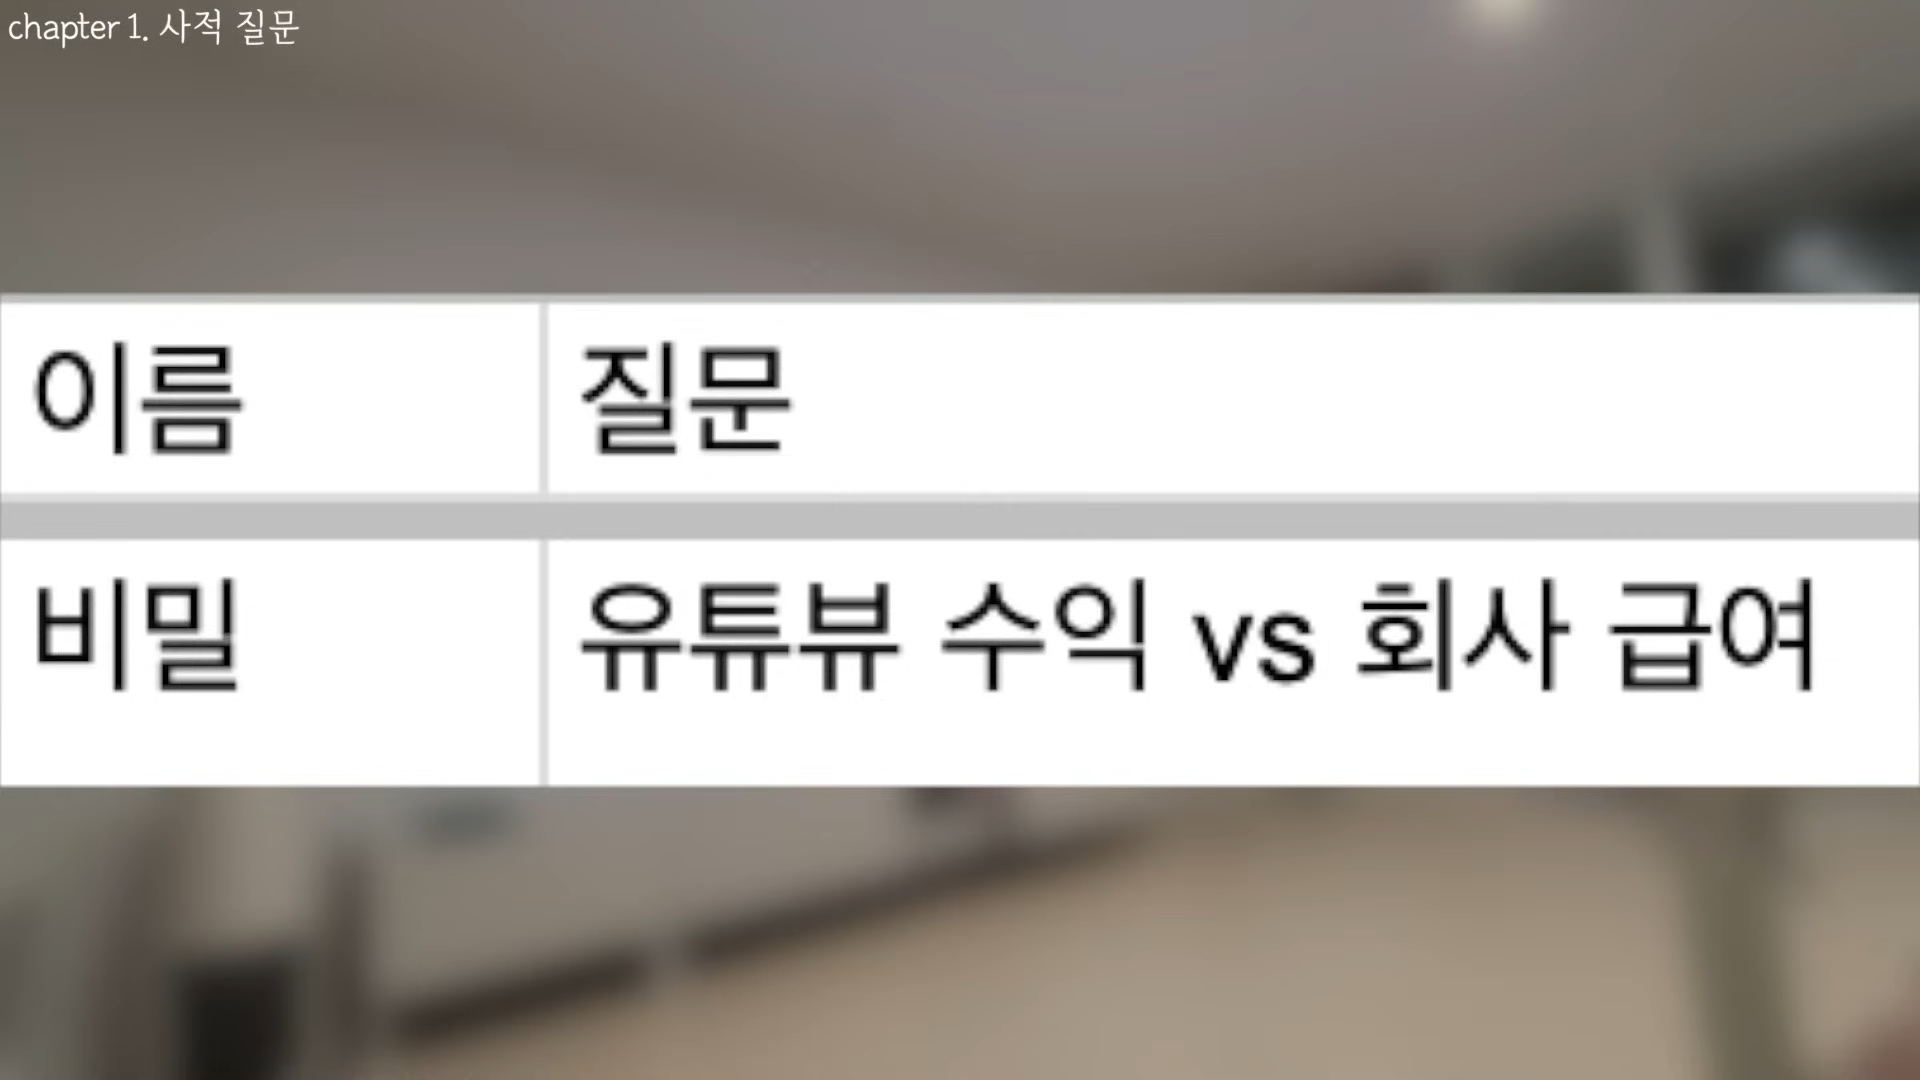 chapter 1. 사적 질문
이름 질문
비밀 유튜뷰 수익 vs 회사 급여